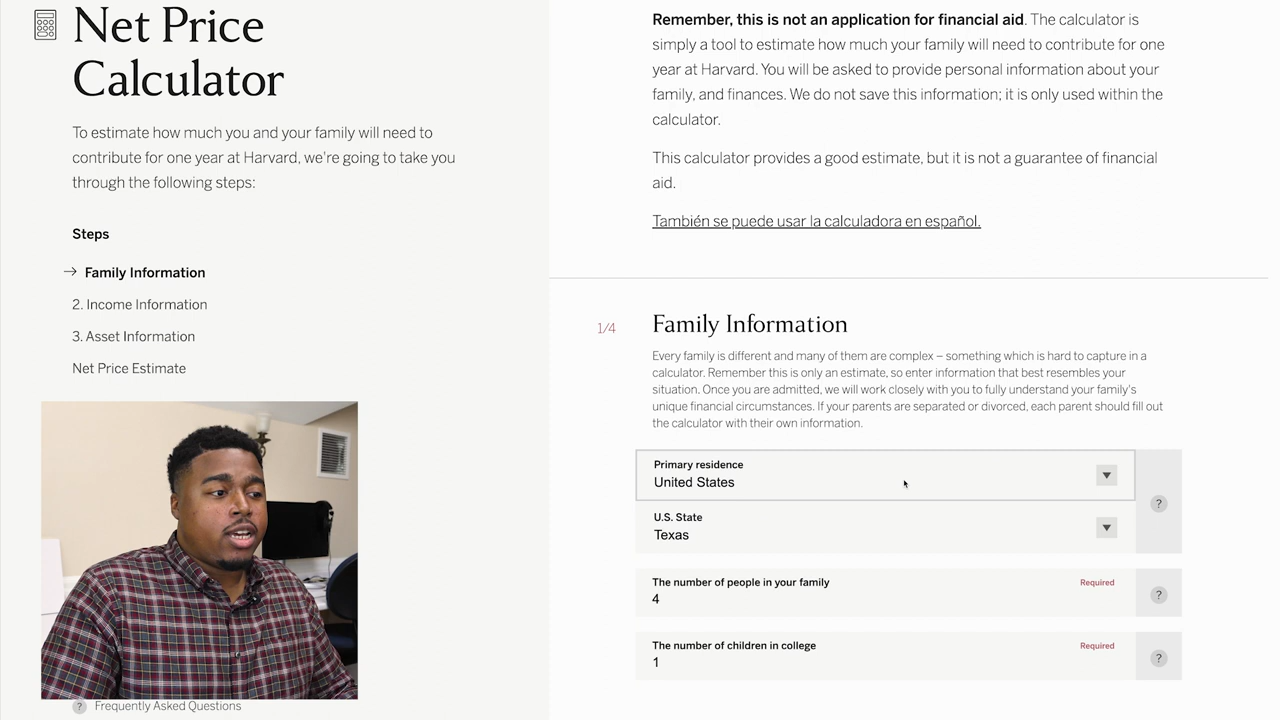 Net Price
Calculator
To estimate how much you and your family will need to
contribute for one year at Harvard, we're going to take you
through the following steps:
Steps
→ Family Information
2. Income Information
3. Asset Information
Net Price Estimate
? Frequently Asked Questions
Remember, this is not an application for financial aid. The calculator is
simply a tool to estimate how much your family will need to contribute for one
year at Harvard. You will be asked to provide personal information about your
family, and finances. We do not save this information; it is only used within the
calculator.
This calculator provides a good estimate, but it is not a guarantee of financial
aid.
También se puede usar la calculadora en español.
1/4
Family Information
Every family is different and many of them are complex – something which is hard to capture in a
calculator. Remember this is only an estimate, so enter information that best resembles your
situation. Once you are admitted, we will work closely with you to fully understand your family's
unique financial circumstances. If your parents are separated or divorced, each parent should fill out
the calculator with their own information.
Primary residence
United States
?
U.S. State
Texas
The number of people in your family Required
4
?
The number of children in college Required
1
?